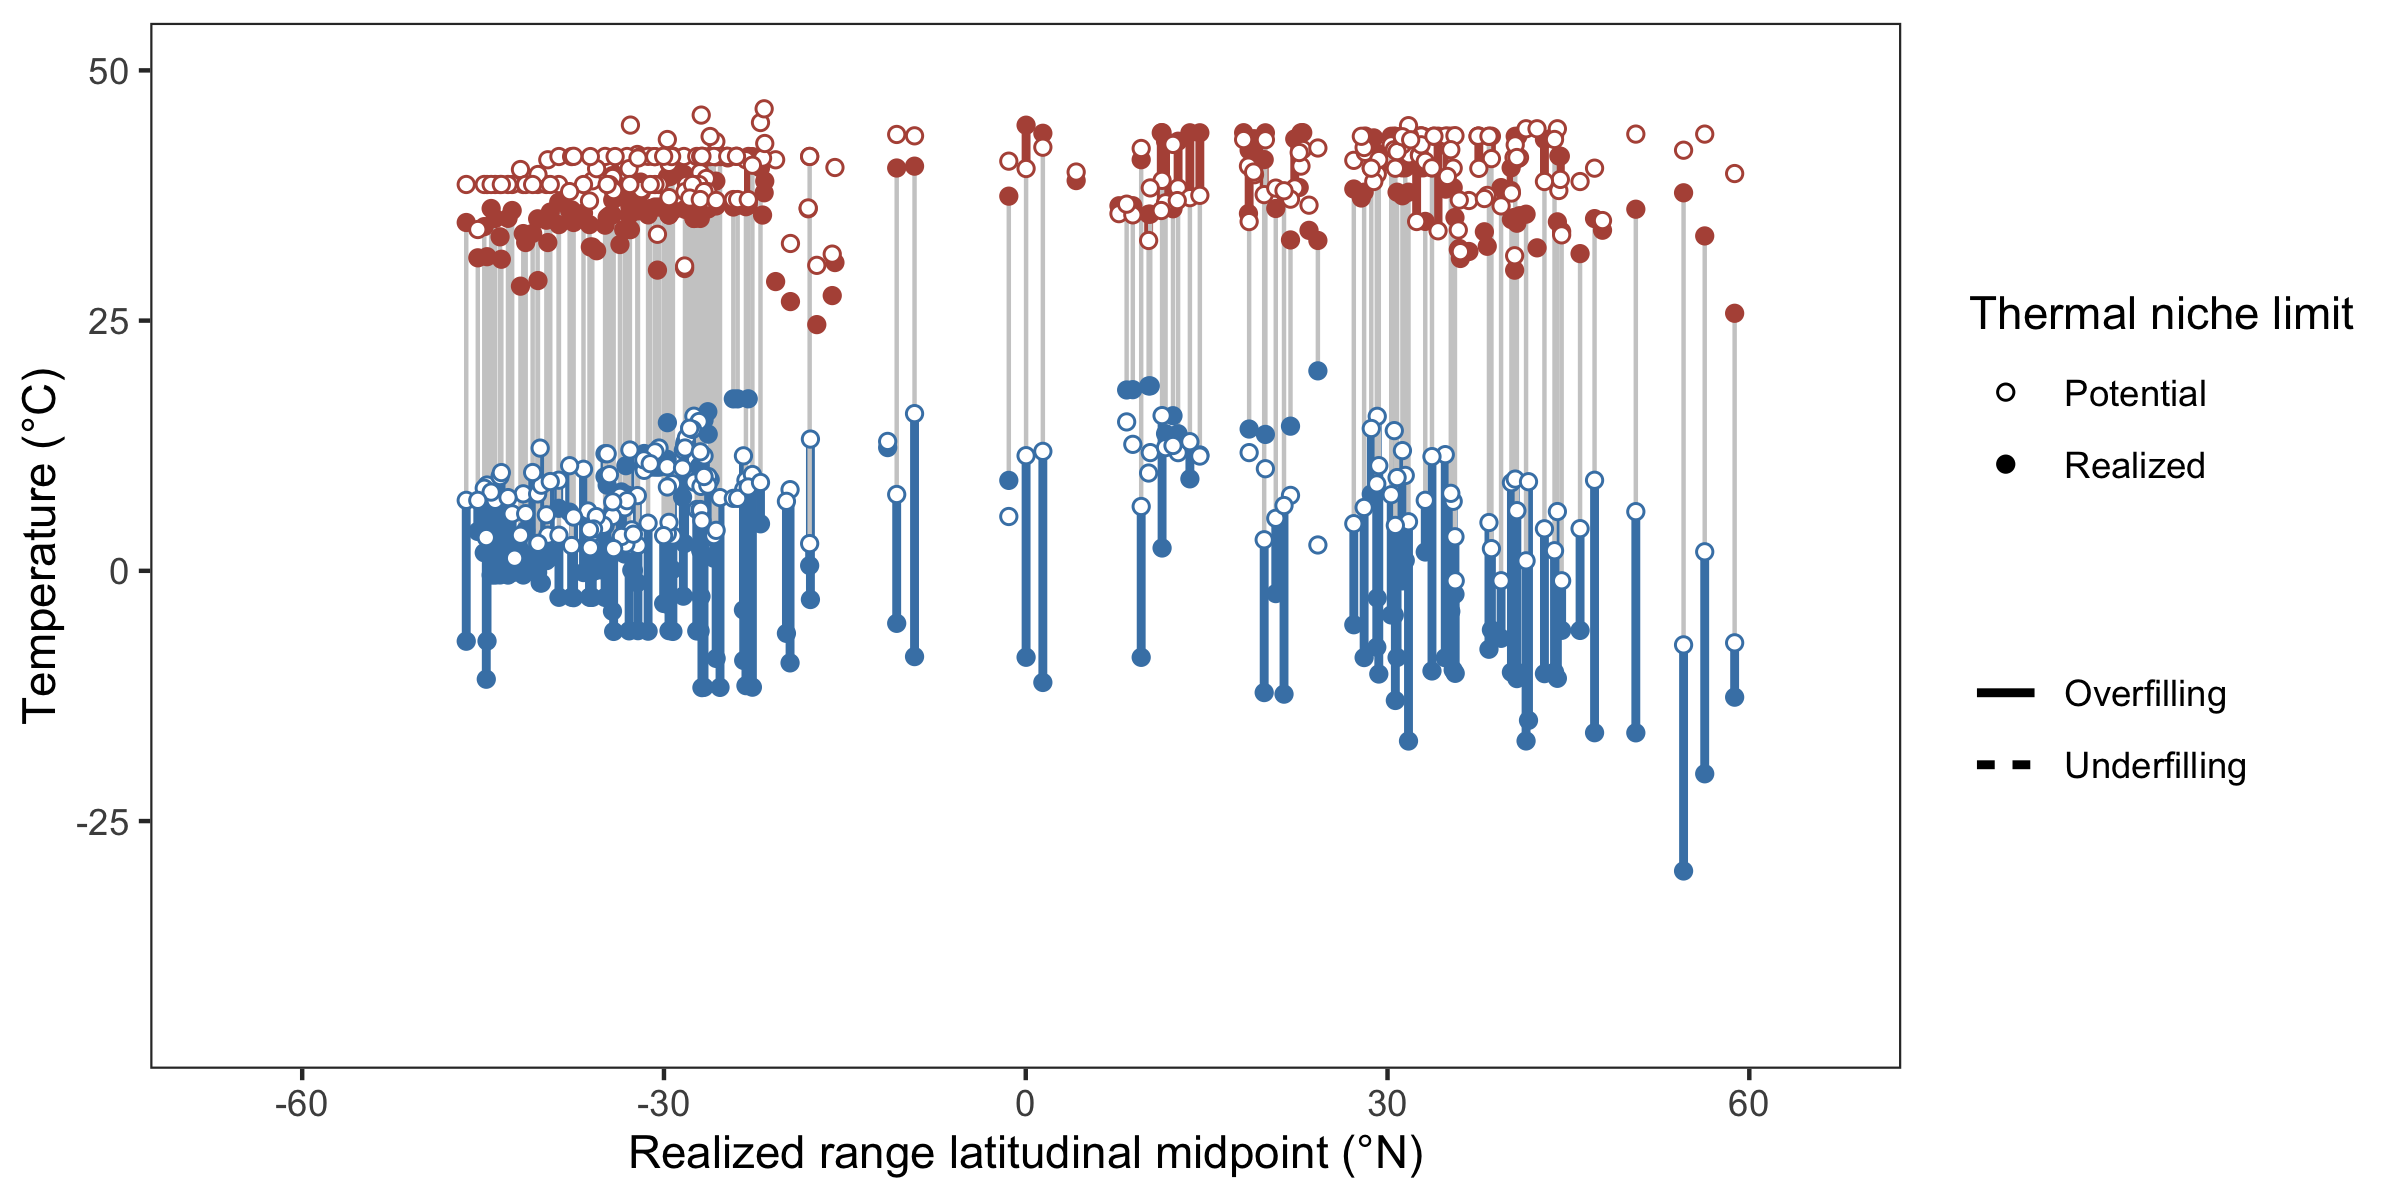 50
25
0
-25
Temperature (°C)
-60
-30
0
30
60
Realized range latitudinal midpoint (°N)
Thermal niche limit
Potential
Realized
Overfilling
Underfilling